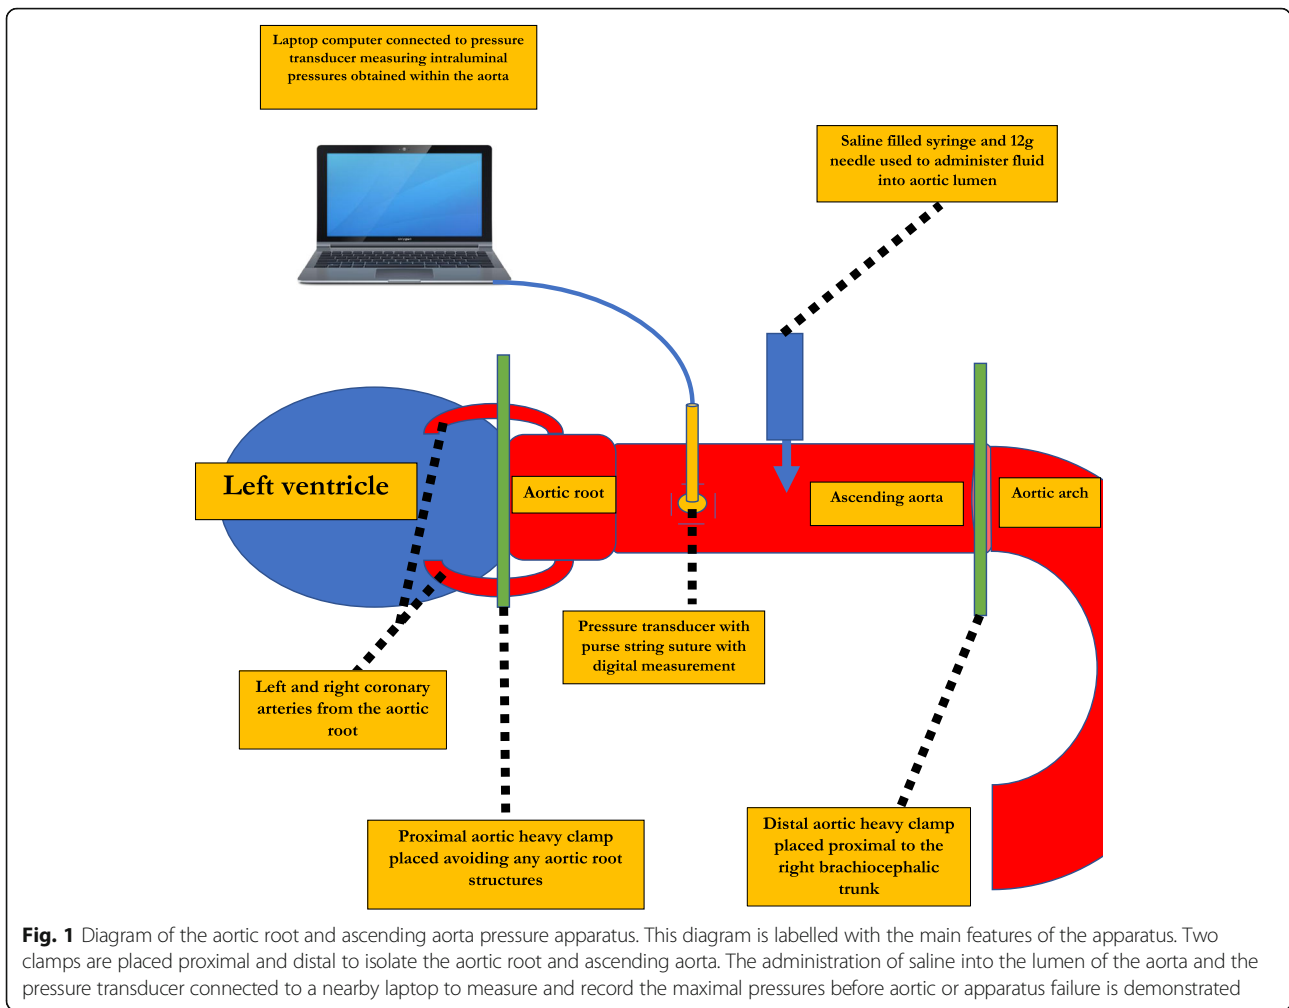 Laptop computer connected to pressure
transducer measuring intraluminal
pressures obtained within the aorta
Saline filled syringe and 12g
needle used to administer fluid
into aortic lumen
Left ventricle
Aortic root
Ascending aorta
Aortic arch
Pressure transducer with
purse string suture with
digital measurement
Left and right coronary
arteries from the aortic
root
Proximal aortic heavy clamp
placed avoiding any aortic root
structures
Distal aortic heavy clamp
placed proximal to the
right brachiocephalic
trunk
Fig. 1 Diagram of the aortic root and ascending aorta pressure apparatus. This diagram is labelled with the main features of the apparatus. Two
clamps are placed proximal and distal to isolate the aortic root and ascending aorta. The administration of saline into the lumen of the aorta and the
pressure transducer connected to a nearby laptop to measure and record the maximal pressures before aortic or apparatus failure is demonstrated